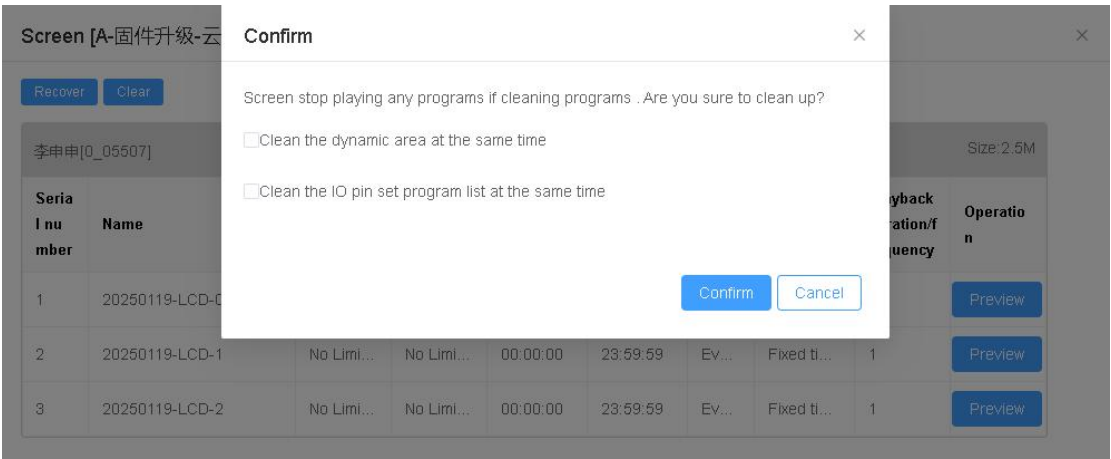 Screen [A-固件升级-云
Confirm
Recover
Clear
Screen stop playing any programs if cleaning programs . Are you sure to clean up?
Clean the dynamic area at the same time
李申申[0_05507]
Size:2.5M
Clean the IO pin set program list at the same time
Seria
l nu
mber
Name
yback
ration/f
quency
Operatio
n
Confirm
Cancel
1 20250119-LCD-0 Preview
2 20250119-LCD-1 No Limi... No Limi... 00:00:00 23:59:59 Ev... Fixed ti... 1 Preview
3 20250119-LCD-2 No Limi... No Limi... 00:00:00 23:59:59 Ev... Fixed ti... 1 Preview